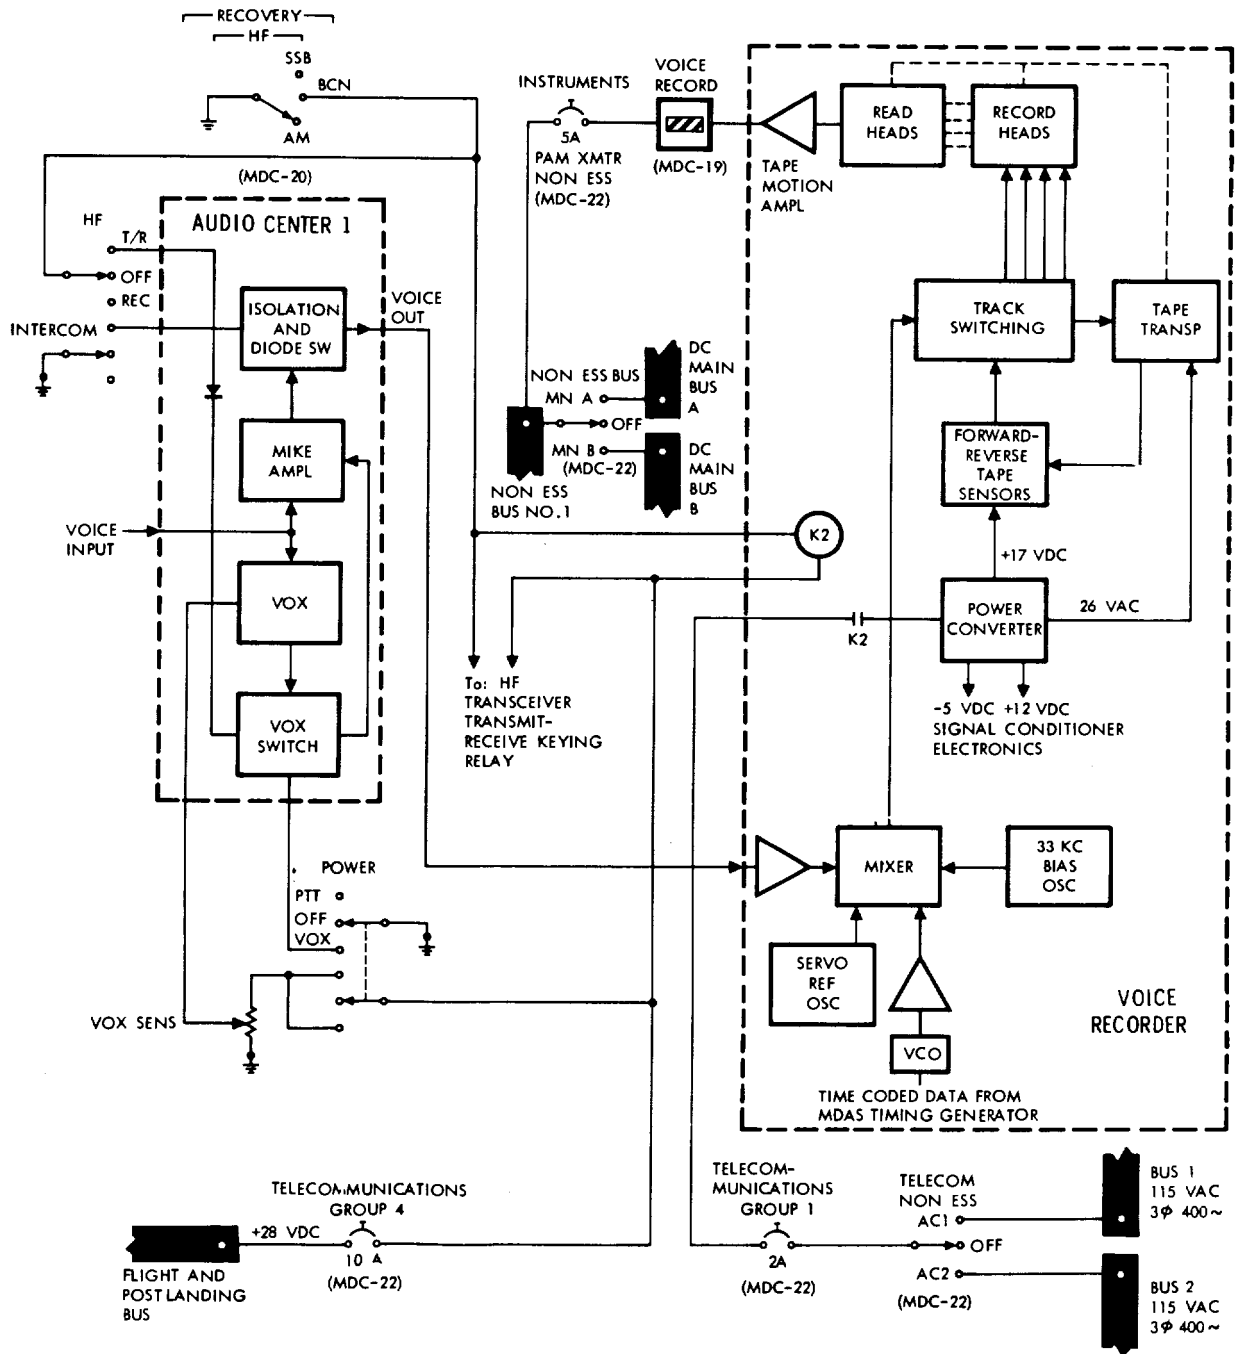 RECOVERY
HF
SSB
BCN
AM
(MDC-20)
HF
T/R
OFF
REC
INTERCOM
AUDIO CENTER 1
ISOLATION
AND
DIODE SW
VOICE
OUT
MIKE
AMPL
VOICE
INPUT
VOX
VOX
SWITCH
POWER
PTT
OFF
VOX
VOX SENS
INSTRUMENTS
5A
PAM XMTR
NON ESS
(MDC-22)
VOICE
RECORD
(MDC-19)
TAPE
MOTION
AMPL
READ
HEADS
RECORD
HEADS
TRACK
SWITCHING
TAPE
TRANSP
NON ESS BUS
MN A
OFF
MN B
(MDC-22)
DC
MAIN
BUS
A
DC
MAIN
BUS
B
NON ESS
BUS NO.1
K2
FORWARD-
REVERSE
TAPE
SENSORS
+17 VDC
POWER
CONVERTER
26 VAC
K2
-5 VDC +12 VDC
SIGNAL CONDITIONER
ELECTRONICS
To: HF
TRANSCEIVER
TRANSMIT-
RECEIVE KEYING
RELAY
MIXER
33 KC
BIAS
OSC
SERVO
REF
OSC
VCO
VOICE
RECORDER
TIME CODED DATA FROM
MDAS TIMING GENERATOR
TELECOMMUNICATIONS
GROUP 4
+28 VDC
10 A
(MDC-22)
FLIGHT AND
POSTLANDING
BUS
TELECOM-
MUNICATIONS
GROUP 1
2A
(MDC-22)
TELECOM
NON ESS
AC1
OFF
AC2
(MDC-22)
BUS 1
115 VAC
3ϕ 400~
BUS 2
115 VAC
3ϕ 400~